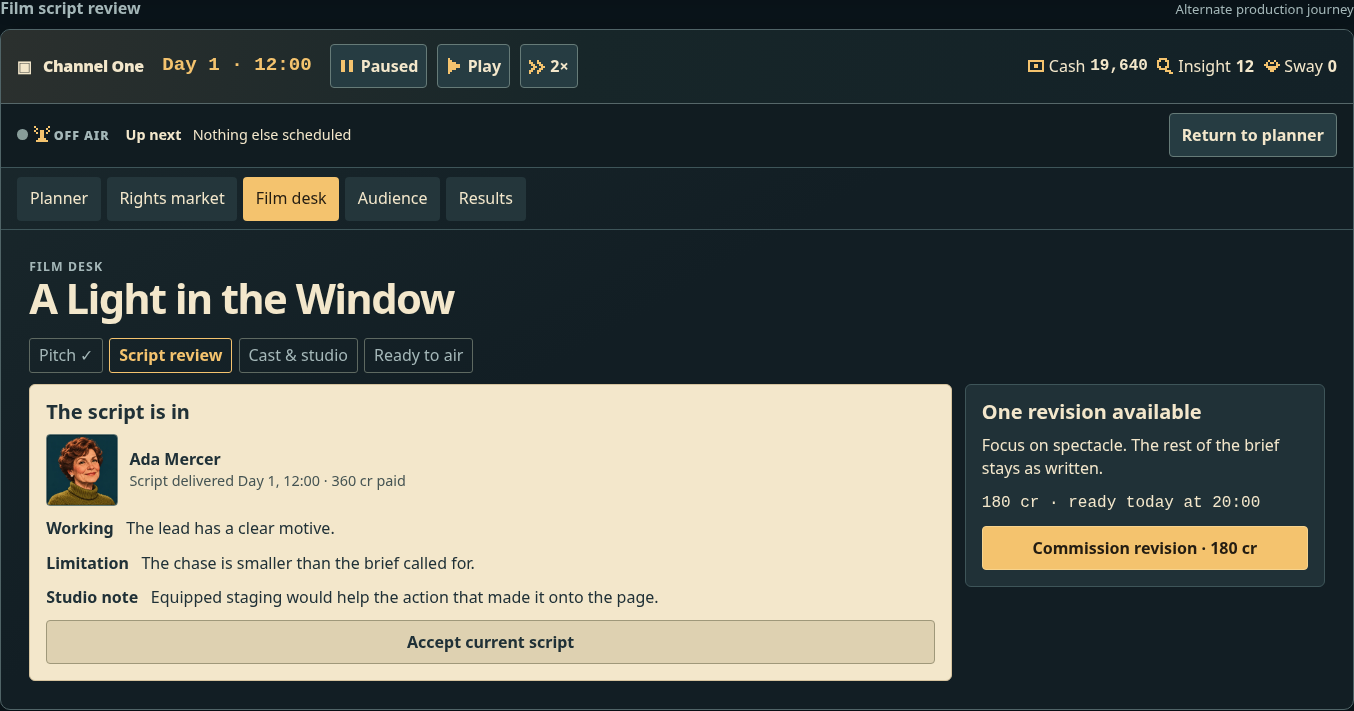 Film script review
Alternate production journey
Channel One
Day 1 · 12:00
Paused
Play
2×
Cash 19,640
Insight 12
Sway 0
OFF AIR
Up next Nothing else scheduled
Return to planner
Planner
Rights market
Film desk
Audience
Results
FILM DESK
A Light in the Window
Pitch ✓
Script review
Cast & studio
Ready to air
The script is in
Ada Mercer
Script delivered Day 1, 12:00 · 360 cr paid
Working The lead has a clear motive.
Limitation The chase is smaller than the brief called for.
Studio note Equipped staging would help the action that made it onto the page.
Accept current script
One revision available
Focus on spectacle. The rest of the brief
stays as written.
180 cr · ready today at 20:00
Commission revision · 180 cr